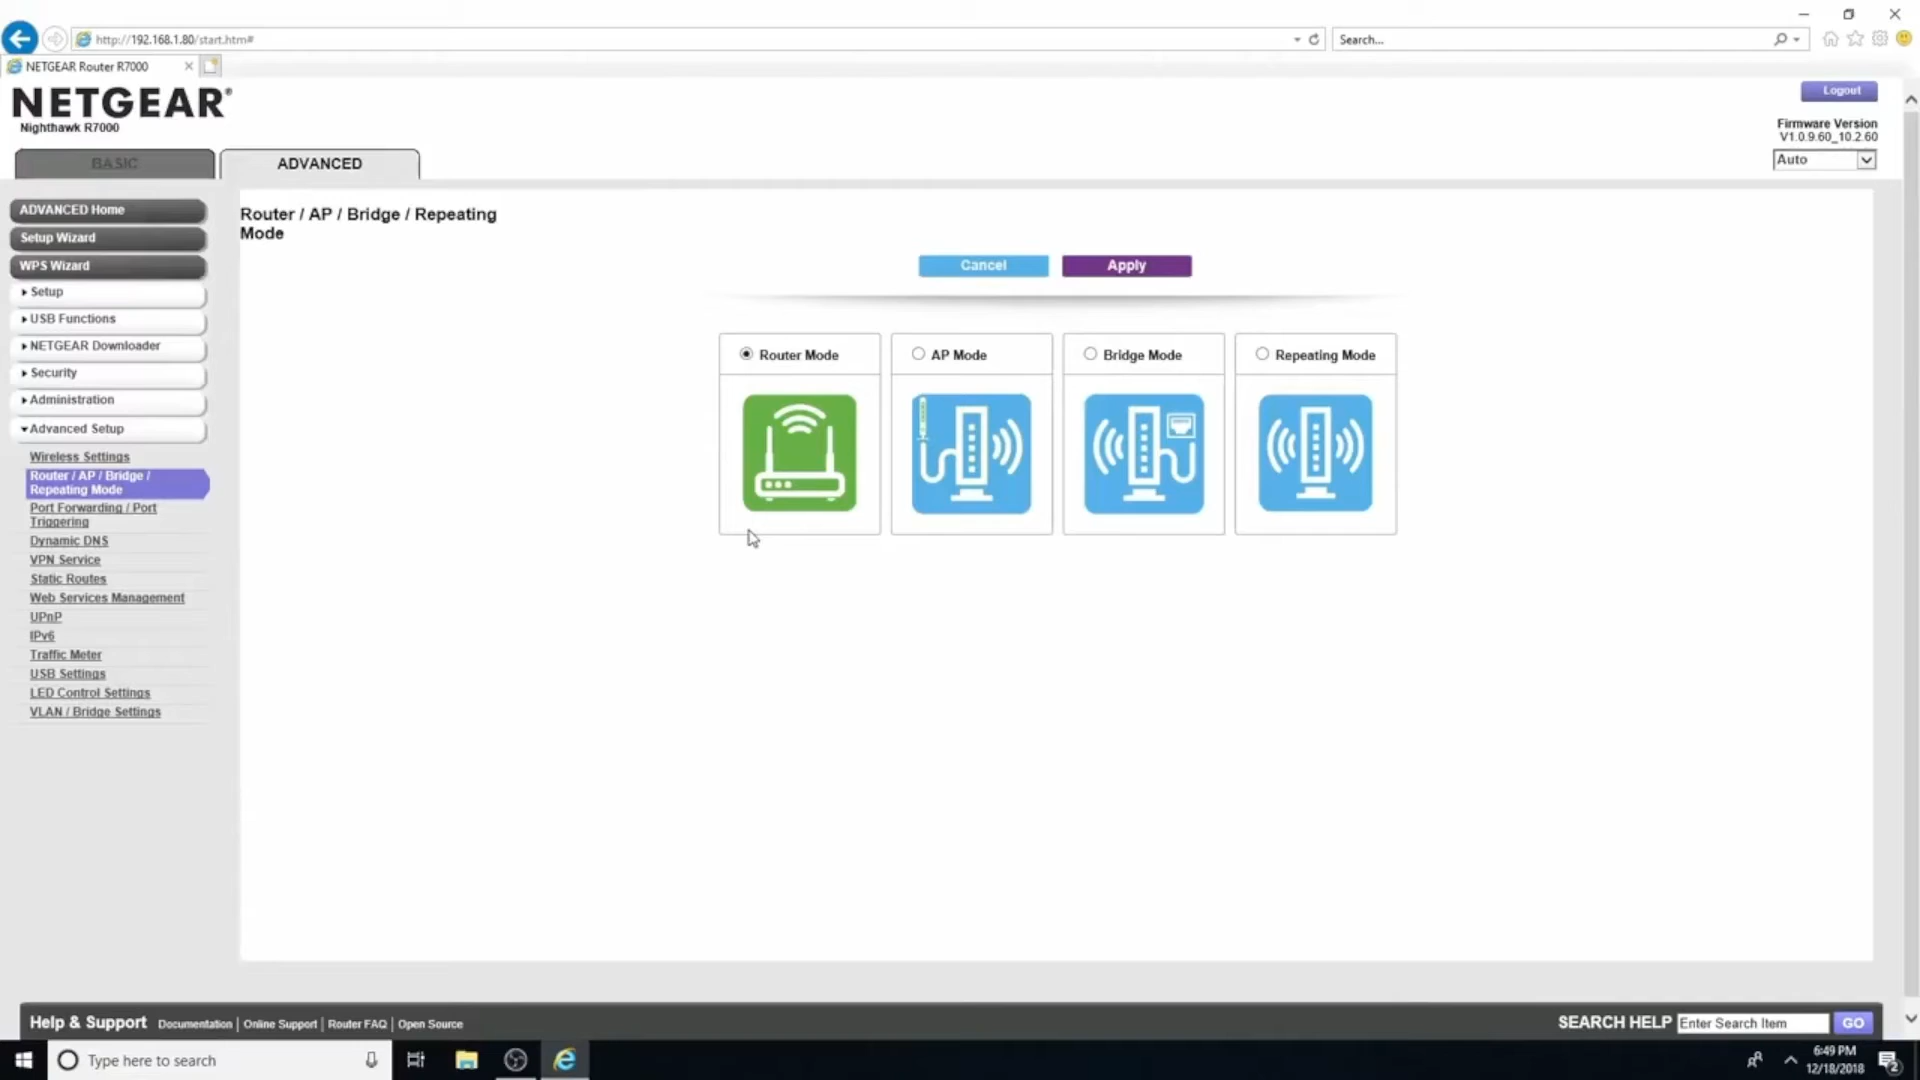 http://192.168.1.80/start.htm#
Search...
NETGEAR Router R7000
NETGEAR®
Nighthawk R7000
Logout
Firmware Version
V1.0.9.60_10.2.60
Auto
BASIC
ADVANCED
ADVANCED Home
Setup Wizard
WPS Wizard
Setup
USB Functions
NETGEAR Downloader
Security
Administration
Advanced Setup
Wireless Settings
Router / AP / Bridge /
Repeating Mode
Port Forwarding / Port
Triggering
Dynamic DNS
VPN Service
Static Routes
Web Services Management
UPnP
IPv6
Traffic Meter
USB Settings
LED Control Settings
VLAN / Bridge Settings
Router / AP / Bridge / Repeating
Mode
Cancel
Apply
Router Mode
AP Mode
Bridge Mode
Repeating Mode
Help & Support
Documentation | Online Support | Router FAQ | Open Source
SEARCH HELP
Enter Search Item
GO
Type here to search
6:49 PM
12/18/2018
2